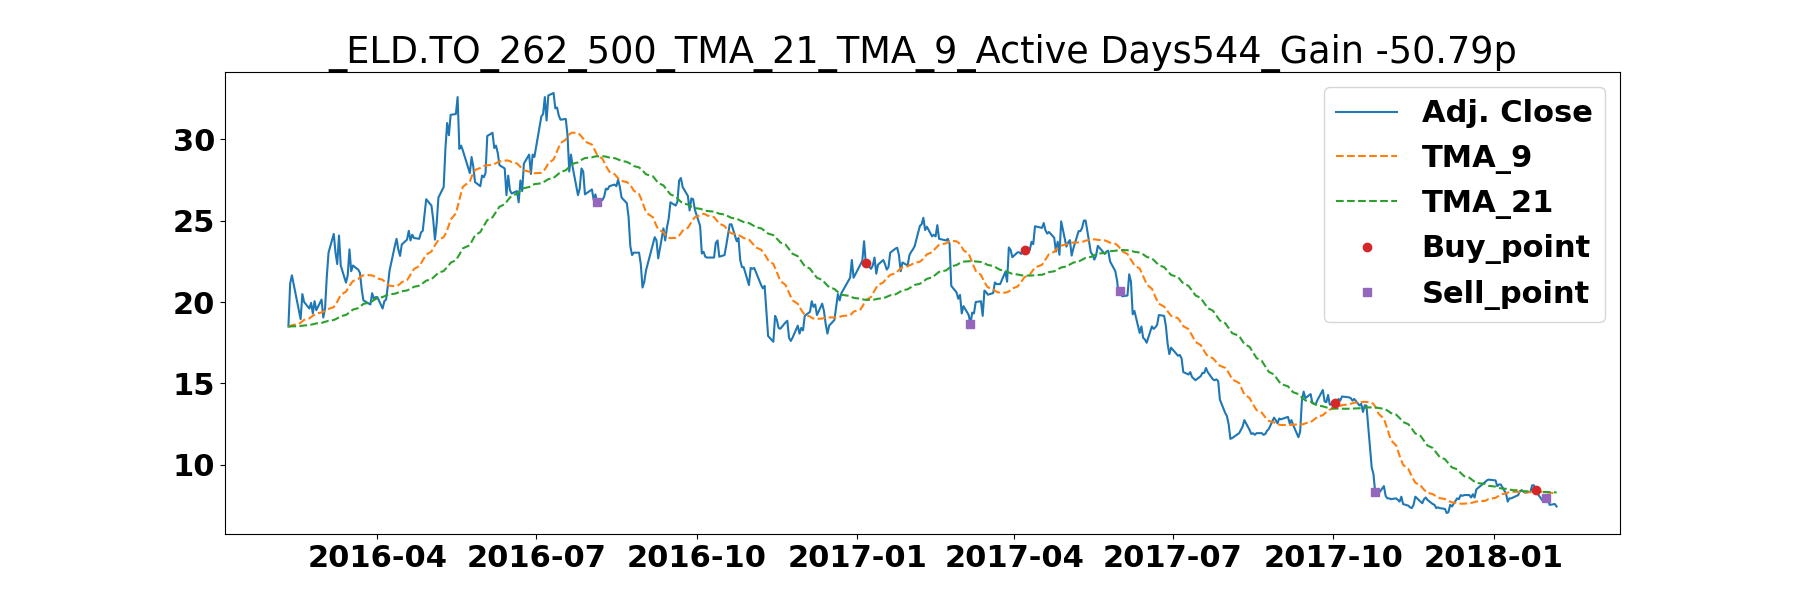 _ELD.TO_262_500_TMA_21_TMA_9_Active Days544_Gain -50.79p
Adj. Close
TMA_9
TMA_21
Buy_point
Sell_point
30
25
20
15
10
2016-04 2016-07 2016-10 2017-01 2017-04 2017-07 2017-10 2018-01